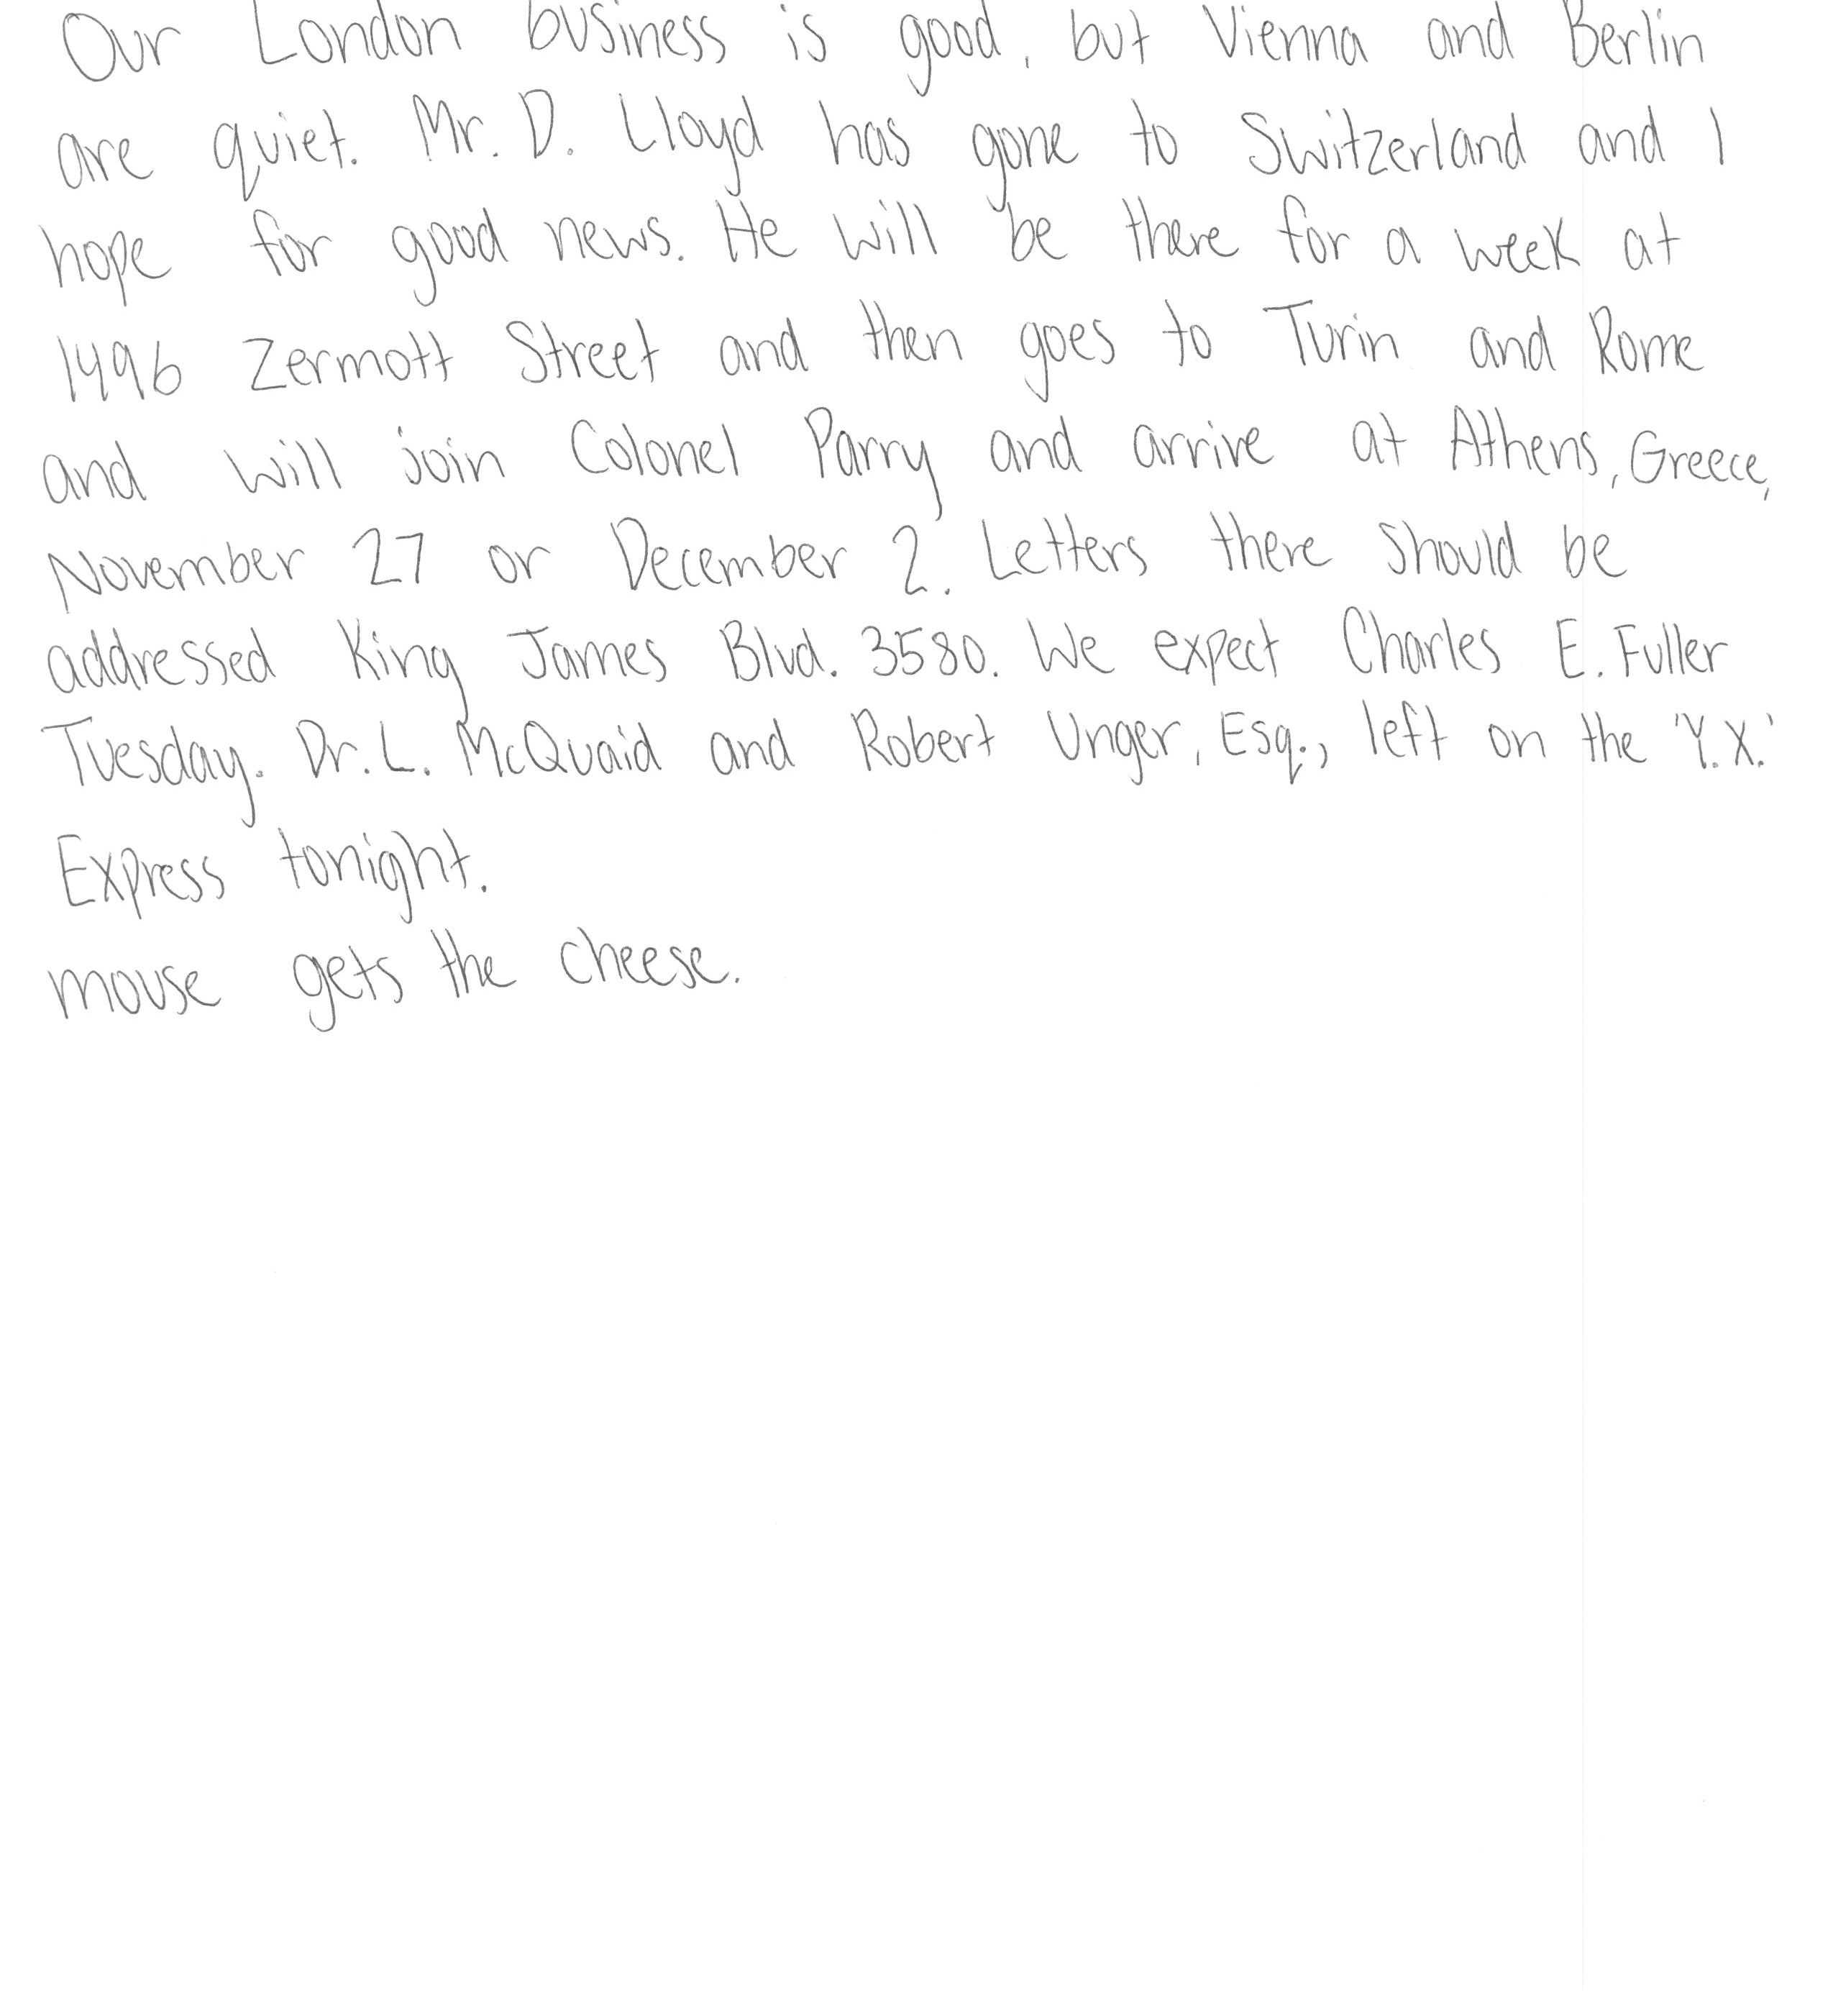 Our London business is good, but Vienna and Berlin
are quiet. Mr. D. Lloyd has gone to Switzerland and I
hope for good news. He will be there for a week at
1496 Zermott Street and then goes to Turin and Rome
and will join Colonel Parry and arrive at Athens, Greece,
November 27 or December 2. Letters there should be
addressed King James Blvd. 3580. We expect Charles E. Fuller
Tuesday. Dr. L. McQuaid and Robert Unger, Esq., left on the 'Y.X.'
Express tonight.
mouse gets the cheese.